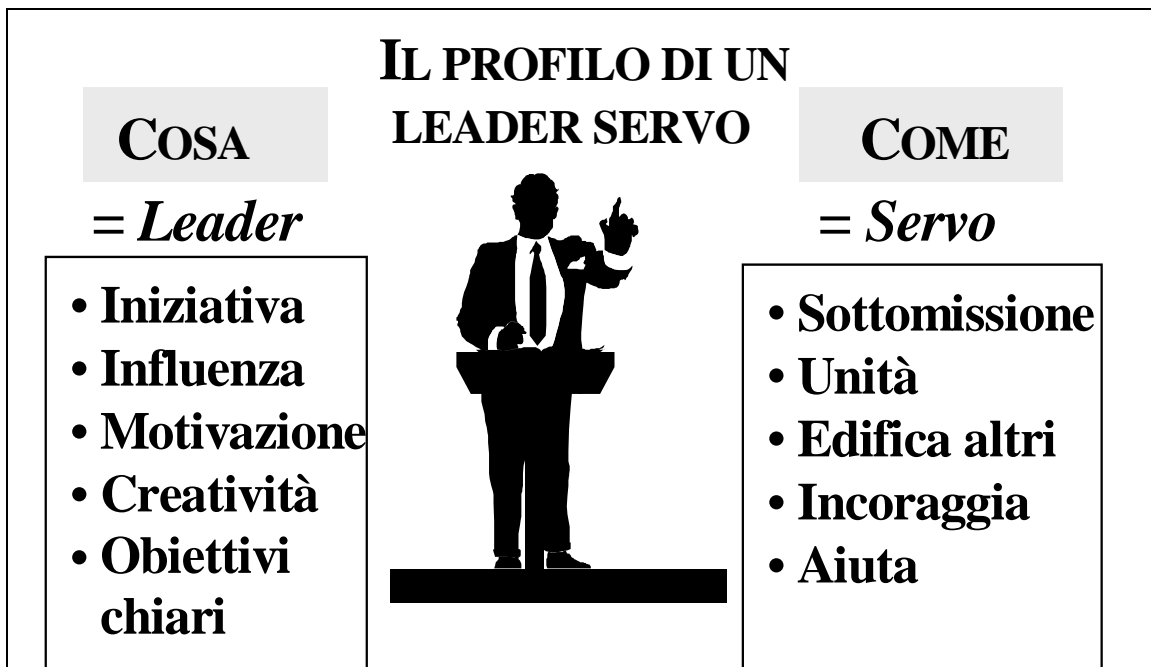 IL PROFILO DI UN
LEADER SERVO
COSA
= Leader
• Iniziativa
• Influenza
• Motivazione
• Creatività
• Obiettivi
chiari
COME
= Servo
• Sottomissione
• Unità
• Edifica altri
• Incoraggia
• Aiuta